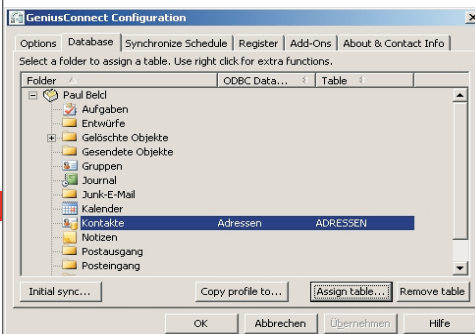 GeniusConnect Configuration
Options Database Synchronize Schedule Register Add-Ons About & Contact Info
Select a folder to assign a table. Use right click for extra functions.
Folder ODBC Data... Table
Paul Belcl
Aufgaben
Entwürfe
Gelöschte Objekte
Gesendete Objekte
Gruppen
Journal
Junk-E-Mail
Kalender
Kontakte Adressen ADRESSEN
Notizen
Postausgang
Posteingang
Initial sync... Copy profile to... Assign table... Remove table
OK Abbrechen Übernehmen Hilfe